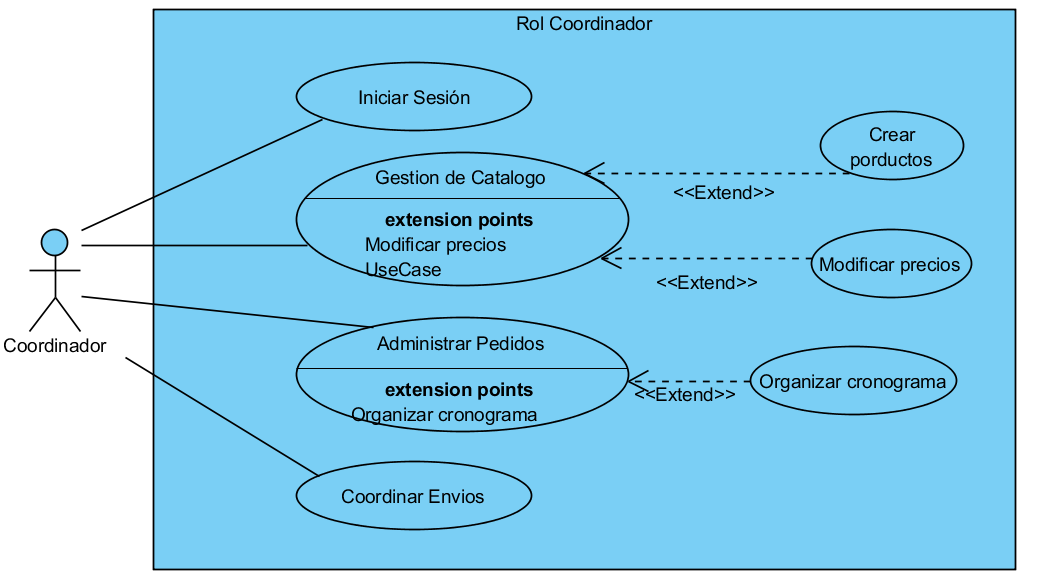 Rol Coordinador
Iniciar Sesión
Crear
porductos
Gestion de Catalogo
<<Extend>>
extension points
Modificar precios
UseCase
Modificar precios
<<Extend>>
Coordinador
Administrar Pedidos
extension points
Organizar cronograma
Organizar cronograma
<<Extend>>
Coordinar Envios